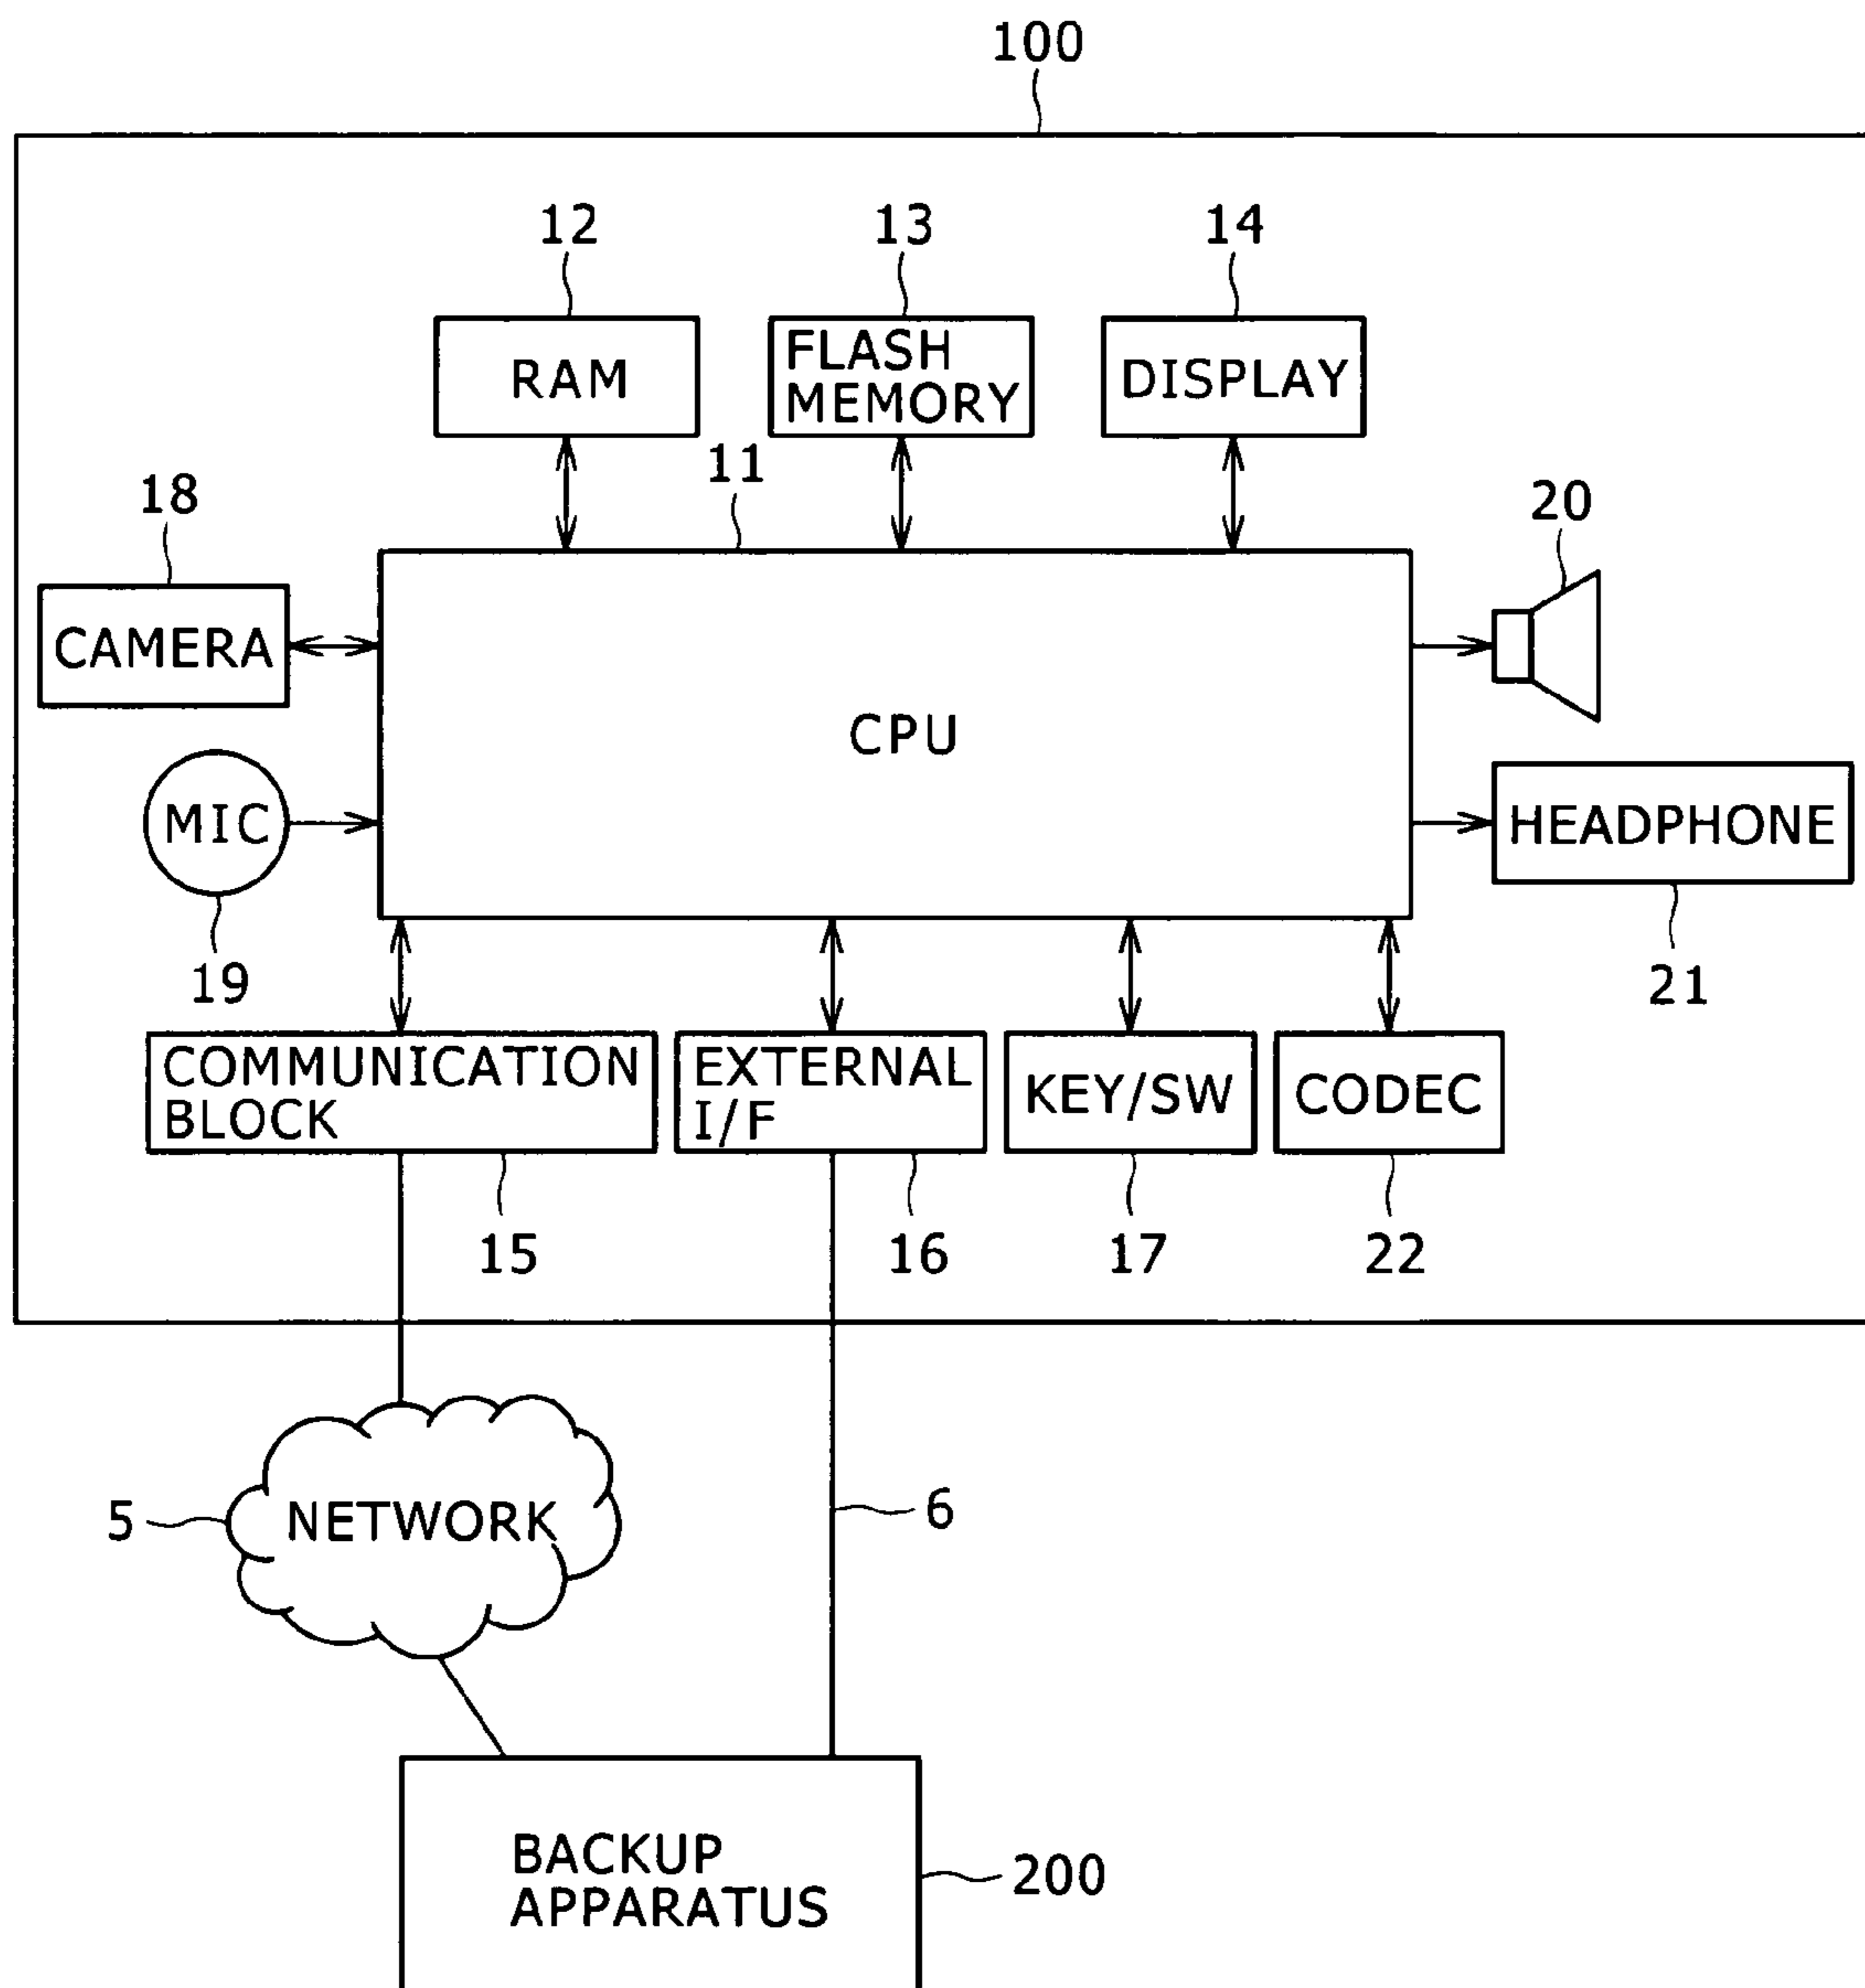 100
12
13
14
RAM
FLASH
MEMORY
DISPLAY
11
18
20
CAMERA
CPU
MIC
HEADPHONE
19
21
COMMUNICATION
BLOCK
EXTERNAL
I/F
KEY/SW
CODEC
15
16
17
22
5
NETWORK
6
BACKUP
APPARATUS
200